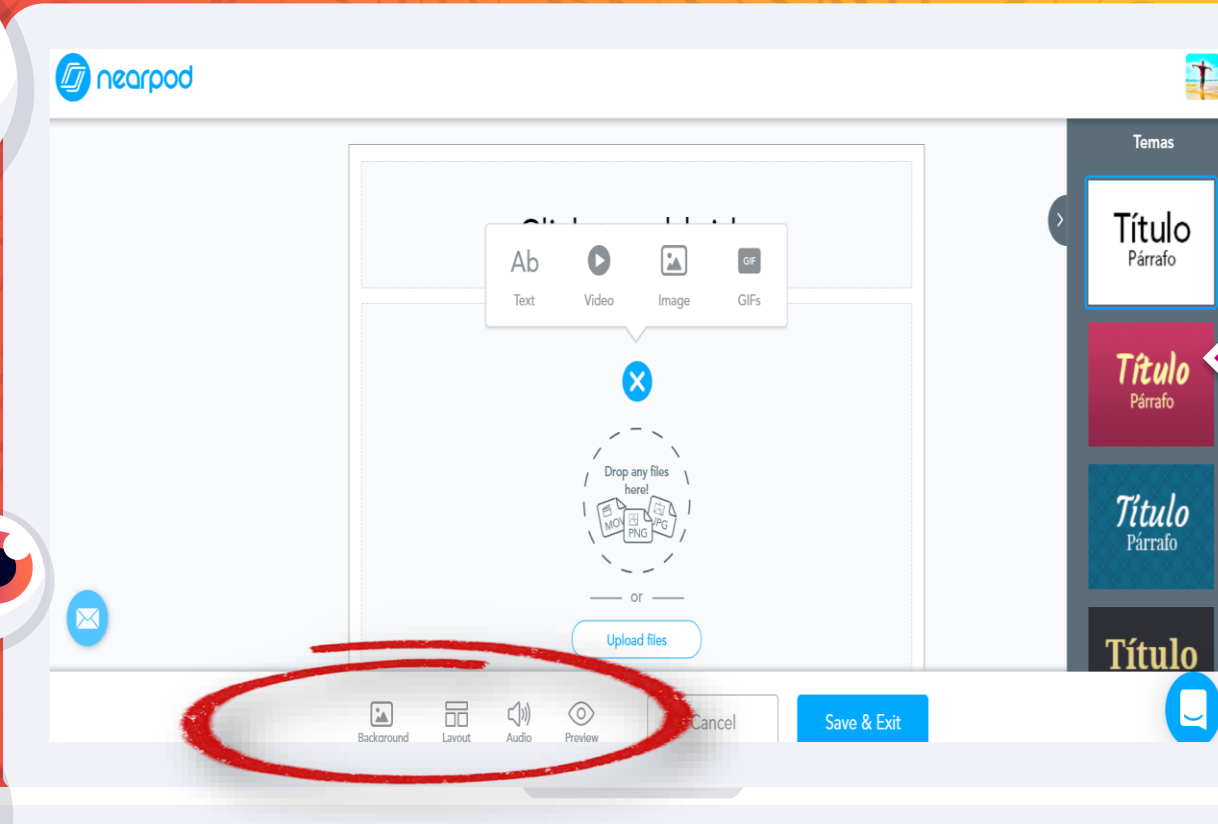 nearpod
Temas
Título
Párrafo
Ab
GIF
Text
Video
Image
GIFs
X
Título
Párrafo
Drop any files
here!
MOV
PNG
JPG
or
Título
Párrafo
Upload files
Título
Background
Layout
Audio
Preview
Cancel
Save & Exit